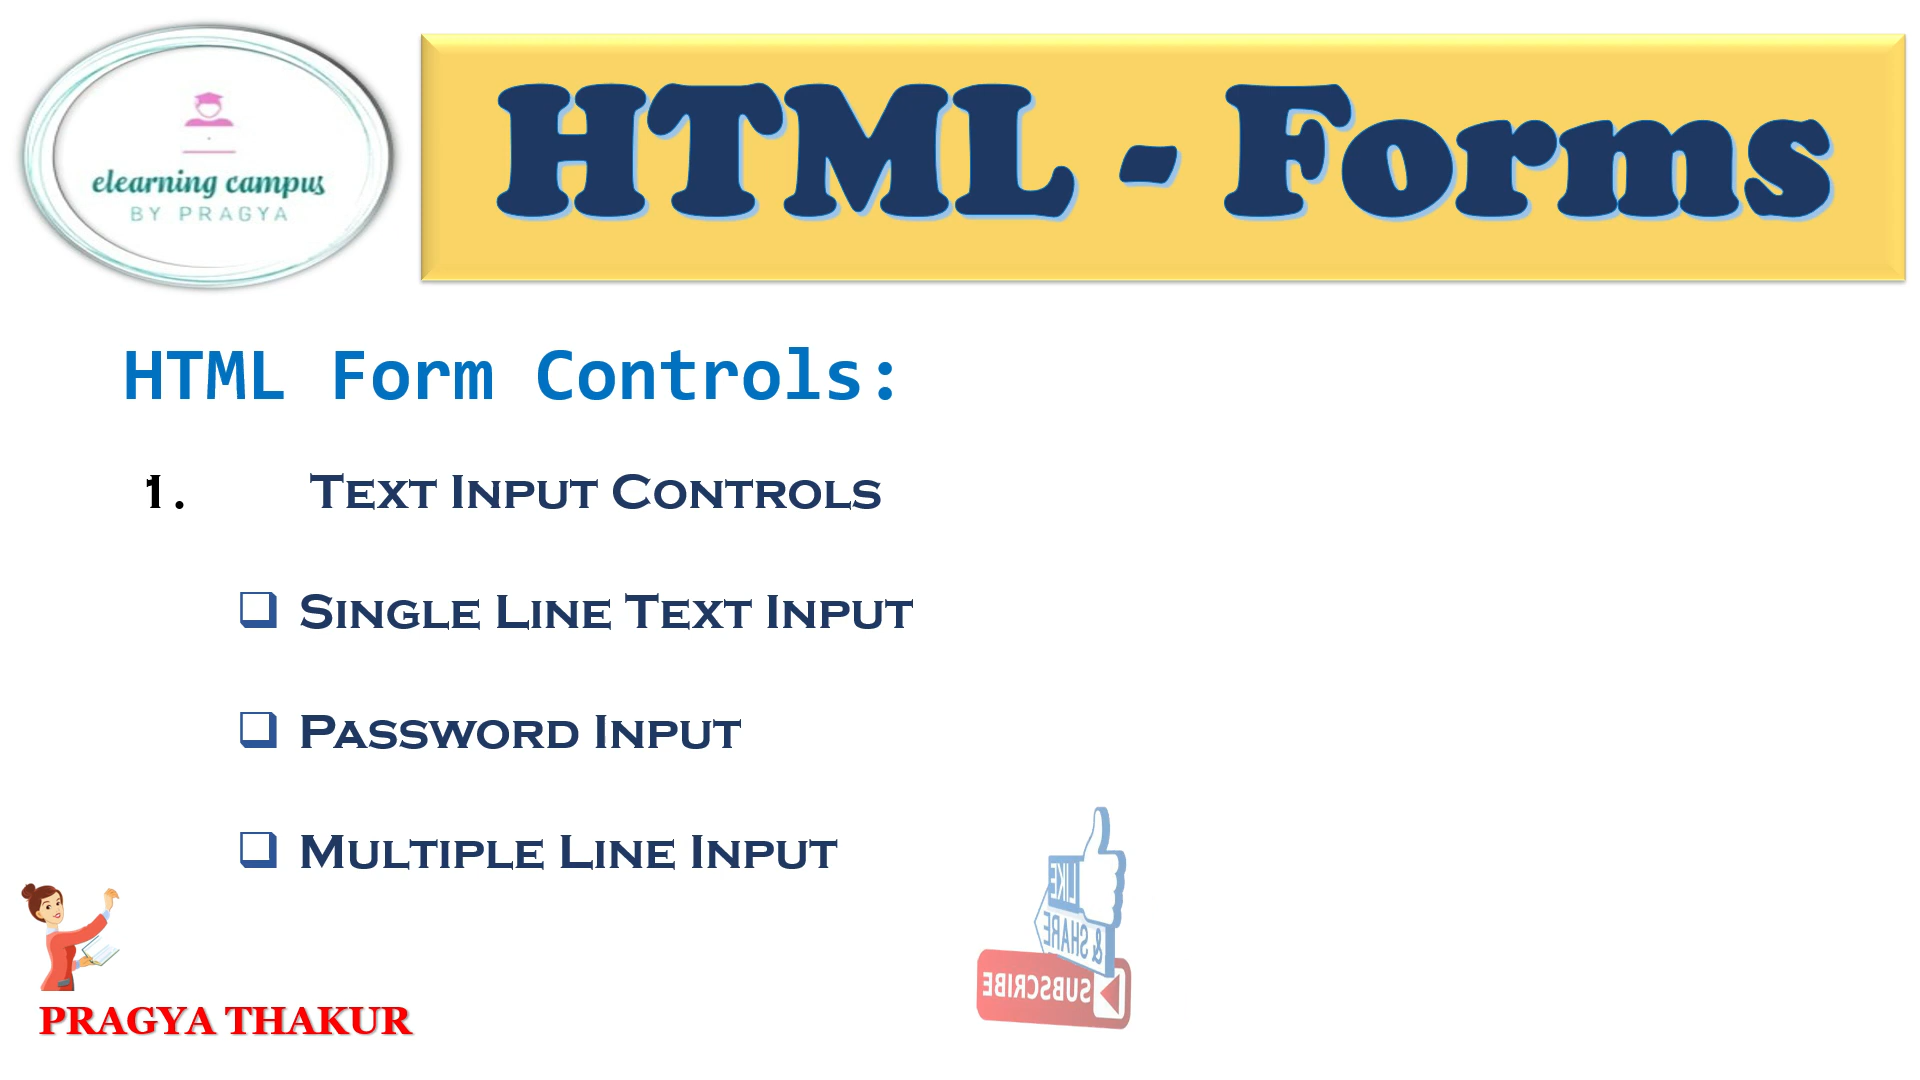 elearning campus
BY PRAGYA
HTML - Forms
HTML Form Controls:
1. Text Input Controls
Single Line Text Input
Password Input
Multiple Line Input
LIKE
& SHARE
SUBSCRIBE
PRAGYA THAKUR